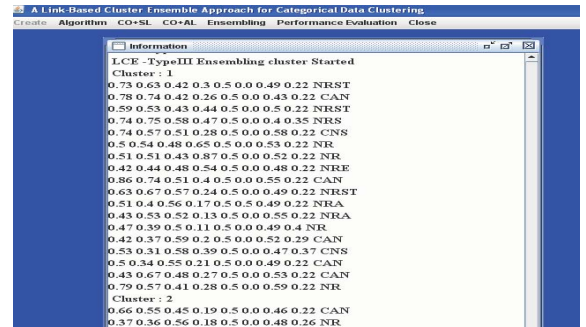 A Link-Based Cluster Ensemble Approach for Categorical Data Clustering
Create Algorithm CO+SL CO+AL Ensembling Performance Evaluation Close
Information
LCE -TypeIII Ensembling cluster Started
Cluster : 1
0.73 0.63 0.42 0.3 0.5 0.0 0.49 0.22 NRST
0.78 0.74 0.42 0.26 0.5 0.0 0.43 0.22 CAN
0.59 0.53 0.43 0.44 0.5 0.0 0.5 0.22 NRST
0.74 0.75 0.58 0.47 0.5 0.0 0.4 0.35 NRS
0.74 0.57 0.51 0.28 0.5 0.0 0.58 0.22 CNS
0.5 0.54 0.48 0.65 0.5 0.0 0.53 0.22 NR
0.51 0.51 0.43 0.87 0.5 0.0 0.52 0.22 NR
0.42 0.44 0.48 0.54 0.5 0.0 0.48 0.22 NRE
0.86 0.74 0.51 0.4 0.5 0.0 0.55 0.22 CAN
0.63 0.67 0.57 0.24 0.5 0.0 0.49 0.22 NRST
0.51 0.4 0.56 0.17 0.5 0.5 0.49 0.22 NRA
0.43 0.53 0.52 0.13 0.5 0.0 0.55 0.22 NRA
0.47 0.39 0.5 0.11 0.5 0.0 0.49 0.4 NR
0.42 0.37 0.59 0.2 0.5 0.0 0.52 0.29 CAN
0.53 0.31 0.58 0.39 0.5 0.0 0.47 0.37 CNS
0.5 0.34 0.55 0.21 0.5 0.0 0.49 0.22 CAN
0.43 0.67 0.48 0.27 0.5 0.0 0.53 0.22 CAN
0.79 0.57 0.41 0.28 0.5 0.0 0.59 0.22 NR
Cluster : 2
0.66 0.55 0.45 0.19 0.5 0.0 0.46 0.22 CAN
0.37 0.36 0.56 0.18 0.5 0.0 0.48 0.26 NR